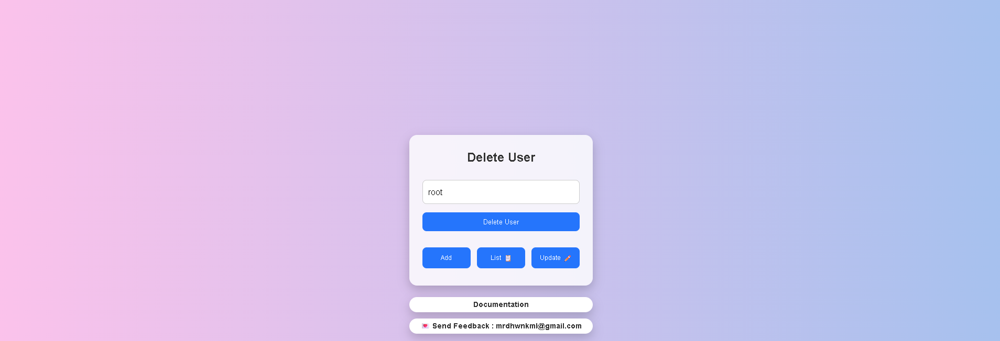 Delete User
root
Delete User
Add
List
Update
Documentation
Send Feedback : mrdhwnkml@gmail.com